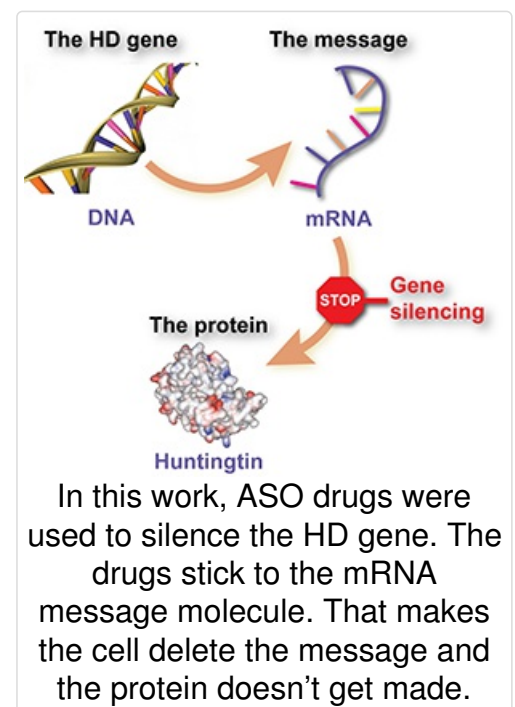 The HD gene
The message
DNA
mRNA
STOP
Gene
silencing
The protein
Huntingtin
In this work, ASO drugs were
used to silence the HD gene. The
drugs stick to the mRNA
message molecule. That makes
the cell delete the message and
the protein doesn't get made.